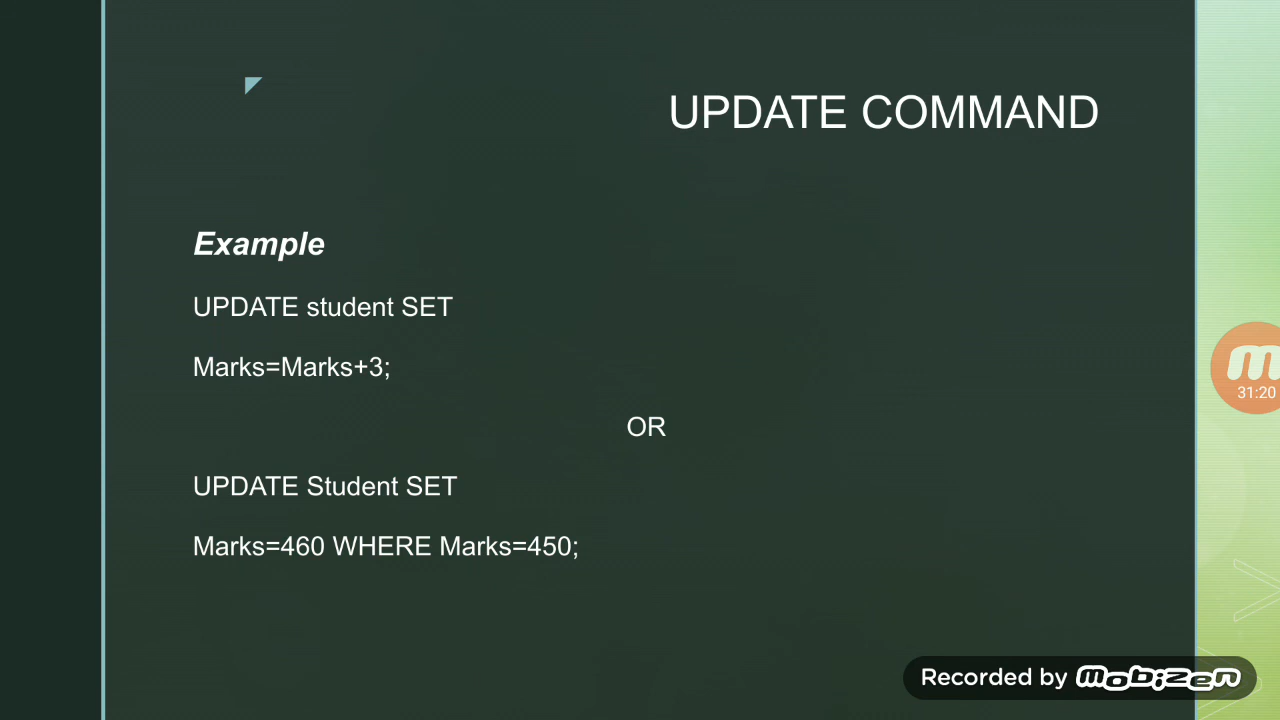 UPDATE COMMAND
Example
UPDATE student SET
Marks=Marks+3;
OR
UPDATE Student SET
Marks=460 WHERE Marks=450;
31:20
Recorded by mobizen